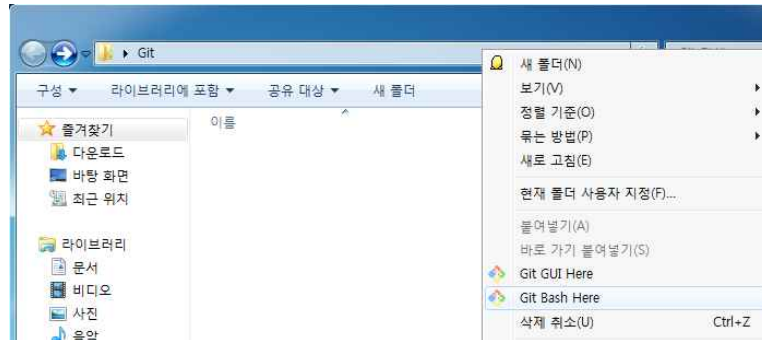 Git
구성 라이브러리에 포함 공유 대상 새 폴더
이름
즐겨찾기
다운로드
바탕 화면
최근 위치
라이브러리
문서
비디오
사진
음악
새 폴더(N)
보기(V)
정렬 기준(O)
묶는 방법(P)
새로 고침(E)
현재 폴더 사용자 지정(F)...
붙여넣기(A)
바로 가기 붙여넣기(S)
Git GUI Here
Git Bash Here
삭제 취소(U) Ctrl+Z